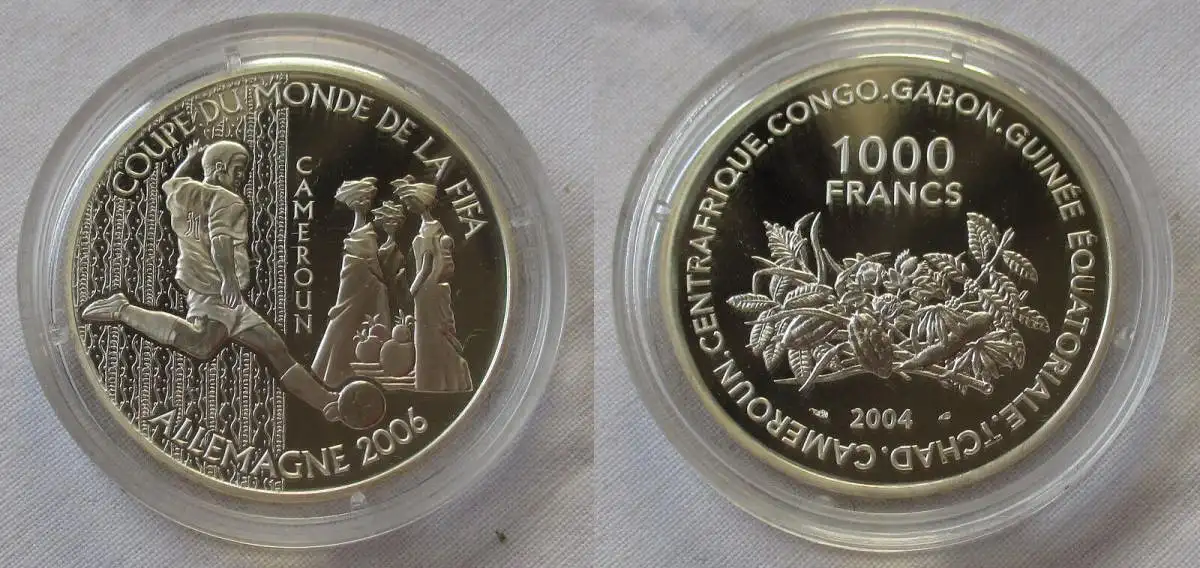 COUPE DU MONDE DE LA FIFA
CAMEROUN
11
ALLEMAGNE 2006
CAMEROUN.CENTRAFRIQUE.CONGO.GABON.GUINÉE ÉQUATORIALE.TCHAD.
1000
FRANCS
2004